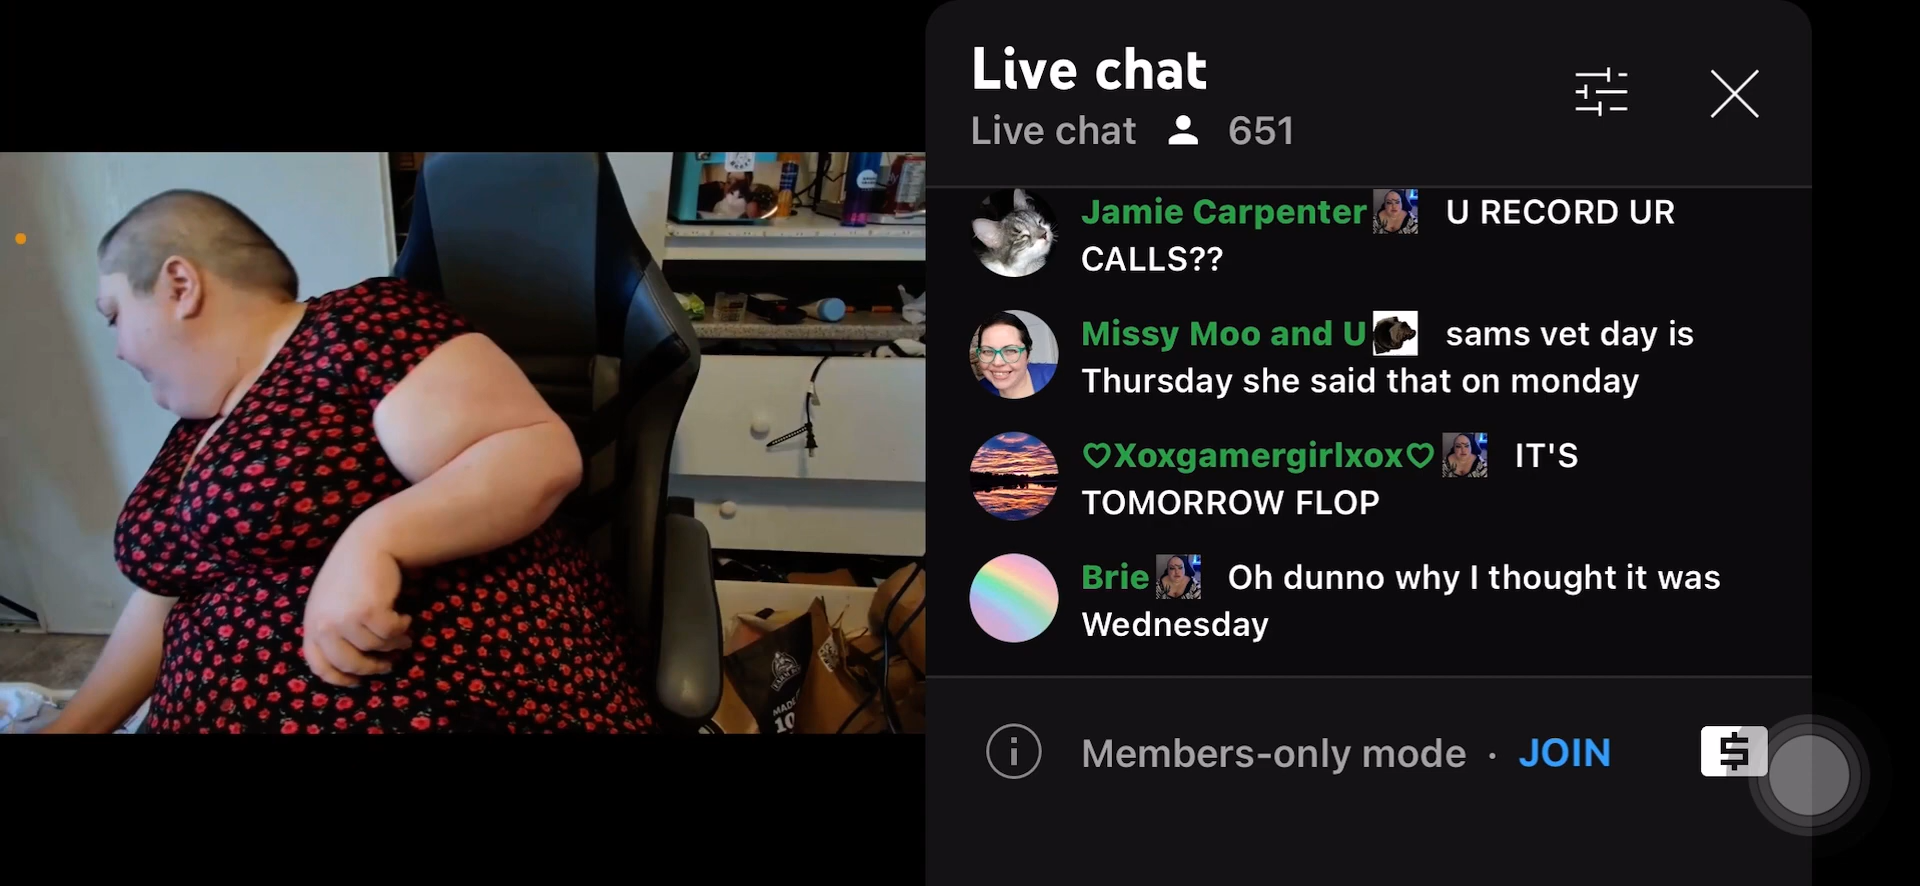 Live chat
Live chat 651
Jamie Carpenter U RECORD UR
CALLS??
Missy Moo and U sams vet day is
Thursday she said that on monday
♡Xoxgamergirlxox♡ IT'S
TOMORROW FLOP
Brie Oh dunno why I thought it was
Wednesday
Members-only mode · JOIN
MADE
10